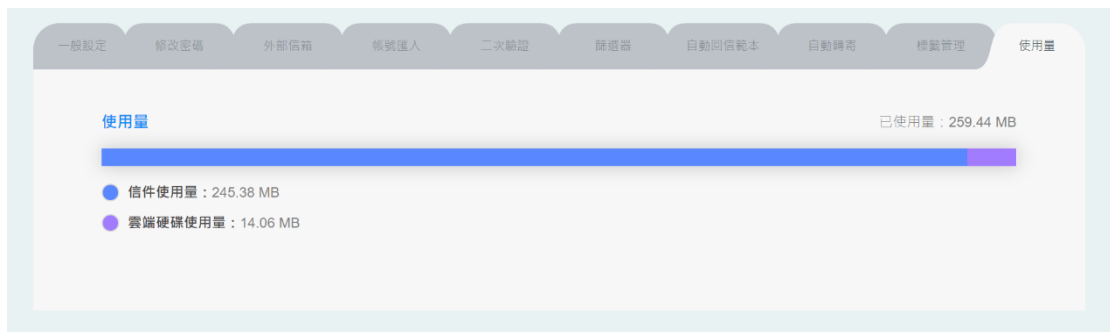 一般設定 修改密碼 外部信箱 帳號匯入 二次驗證 篩選器 自動回信範本 自動轉寄 標籤管理 使用量
使用量 已使用量：259.44 MB
信件使用量：245.38 MB
雲端硬碟使用量：14.06 MB